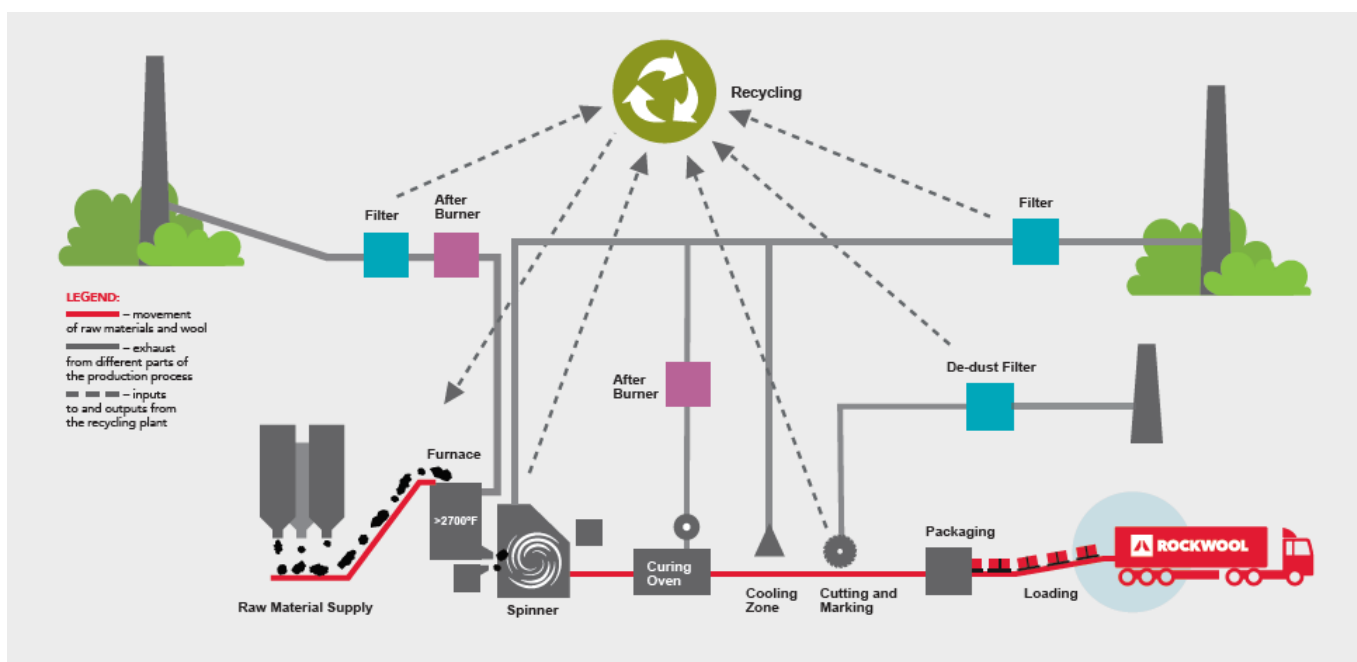 Recycling
After
Burner
Filter
Filter
LEGEND:
– movement
of raw materials and wool
– exhaust
from different parts of
the production process
– inputs
to and outputs from
the recycling plant
After
Burner
De-dust Filter
Furnace
>2700°F
Packaging
ROCKWOOL
Curing
Oven
Raw Material Supply
Spinner
Cooling
Zone
Cutting and
Marking
Loading